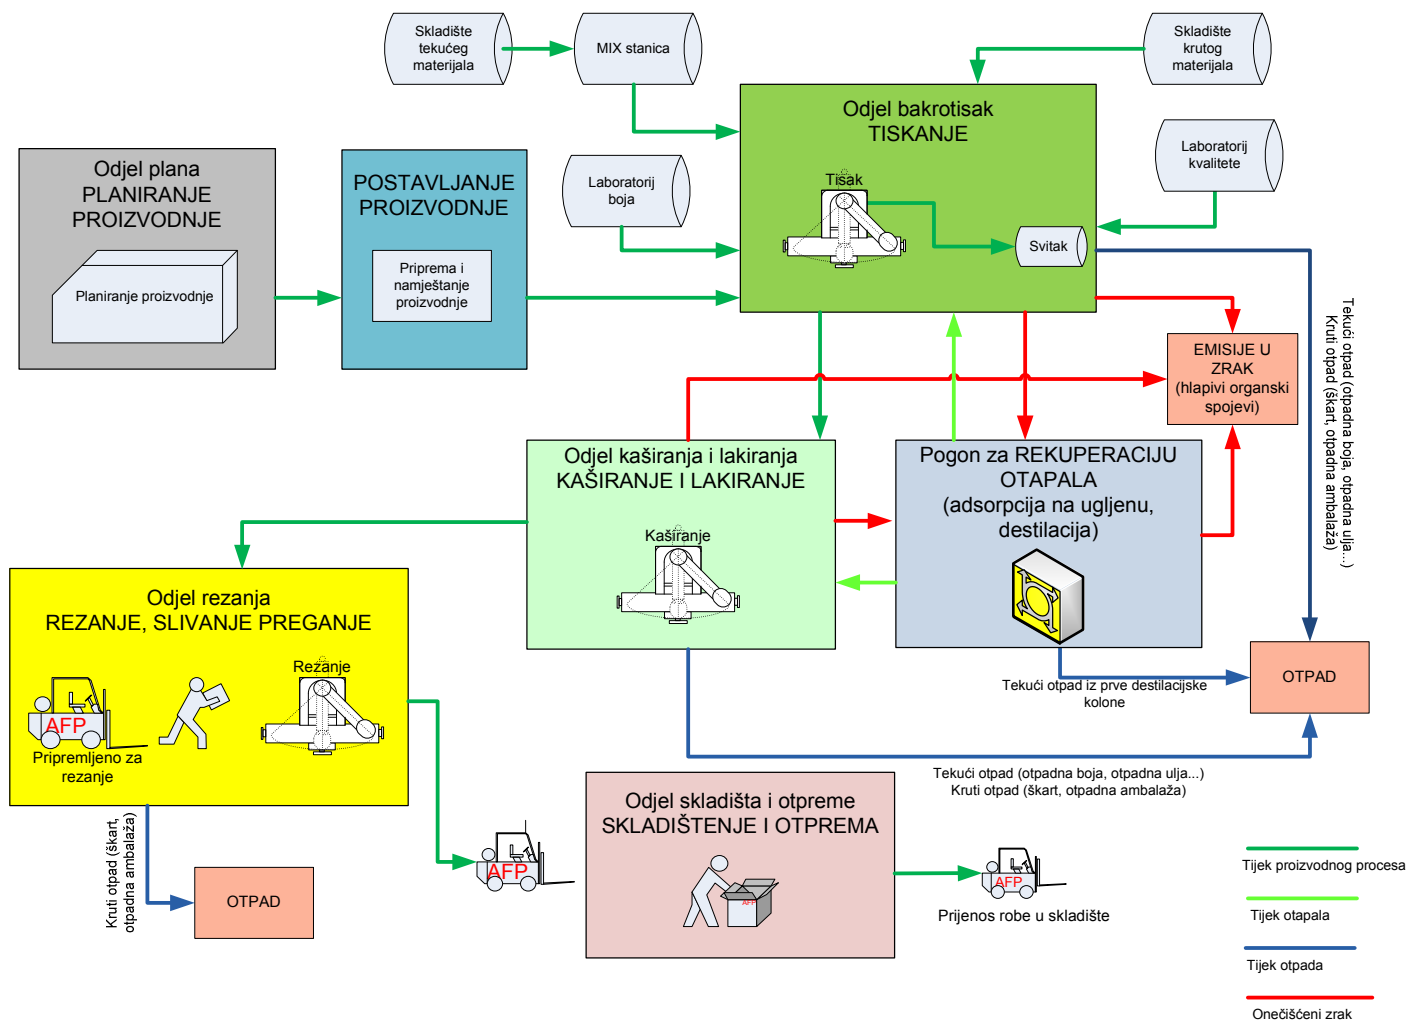 Skladište
tekućeg
materijala
MIX stanica
Skladište
krutog
materijala
Odjel bakrotisak
TISKANJE
Laboratorij
kvalitete
Odjel plana
PLANIRANJE
PROIZVODNJE
POSTAVLJANJE
PROIZVODNJE
Laboratorij
boja
Tisak
Svitak
Planiranje proizvodnje
Priprema i
namještanje
proizvodnje
Tekući otpad (otpadna boja, otpadna ulja...)
Kruti otpad (škart, otpadna ambalaža)
EMISIJE U
ZRAK
(hlapivi organski
spojevi)
Odjel kaširanja i lakiranja
KAŠIRANJE I LAKIRANJE
Kaširanje
Pogon za REKUPERACIJU
OTAPALA
(adsorpcija na ugljenu,
destilacija)
Odjel rezanja
REZANJE, SLIVANJE PREGANJE
Rezanje
AFP
Pripremljeno za
rezanje
Tekući otpad iz prve destilacijske
kolone
OTPAD
Tekući otpad (otpadna boja, otpadna ulja...)
Kruti otpad (škart, otpadna ambalaža)
Kruti otpad (škart,
otpadna ambalaža)
OTPAD
AFP
Odjel skladišta i otpreme
SKLADIŠTENJE I OTPREMA
AFP
AFP
Prijenos robe u skladište
Tijek proizvodnog procesa
Tijek otapala
Tijek otpada
Onečišćeni zrak